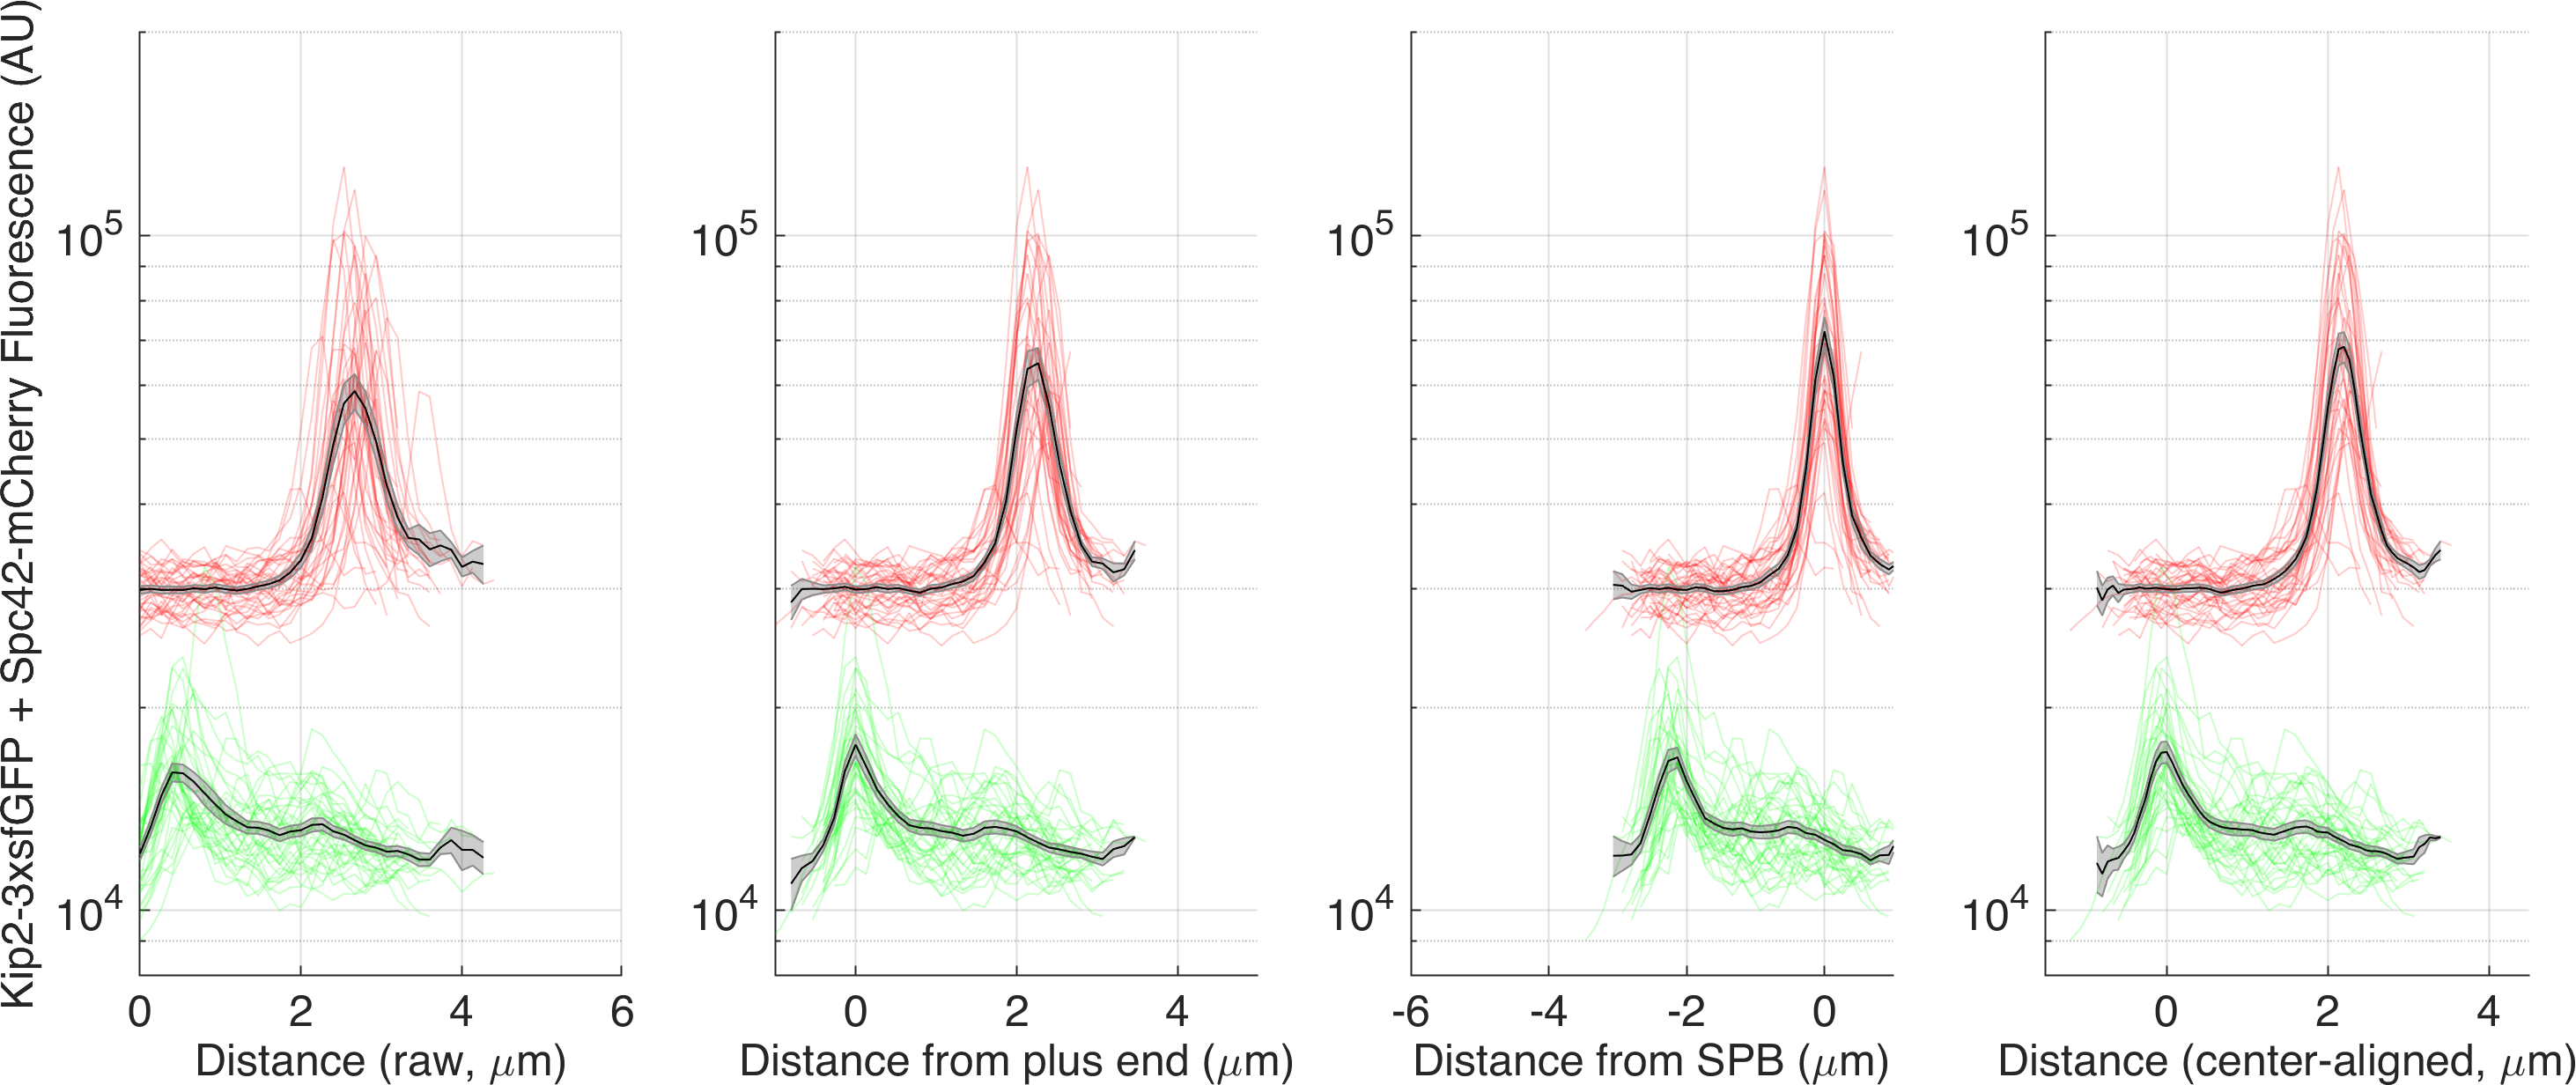 Kip2-3xsfGFP + Spc42-mCherry Fluorescence (AU)
10^5
10^4
0 2 4 6
Distance (raw, μm)
10^5
10^4
0 2 4
Distance from plus end (μm)
10^5
10^4
-6 -4 -2 0
Distance from SPB (μm)
10^5
10^4
0 2 4
Distance (center-aligned, μm)